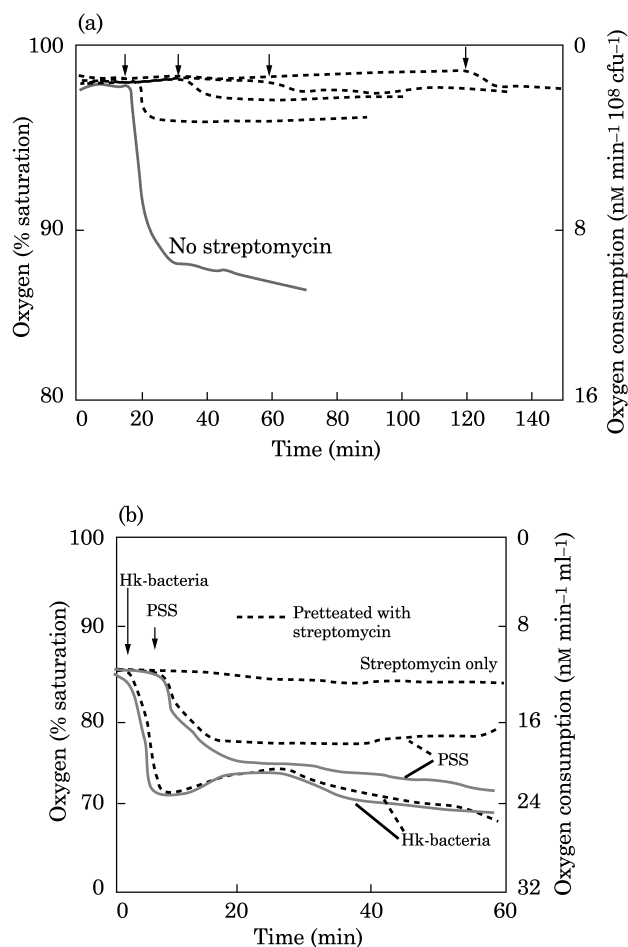 (a)
100
90
80
Oxygen (% saturation)
No streptomycin
0
8
16
Oxygen consumption (nM min–1 10⁸ cfu–1)
0 20 40 60 80 100 120 140
Time (min)
(b)
100
90
80
70
0
Oxygen (% saturation)
Hk-bacteria
PSS
Pretteated with
streptomycin
Streptomycin only
PSS
Hk-bacteria
0
8
16
24
32
Oxygen consumption (nM min–1 ml–1)
0 20 40 60
Time (min)